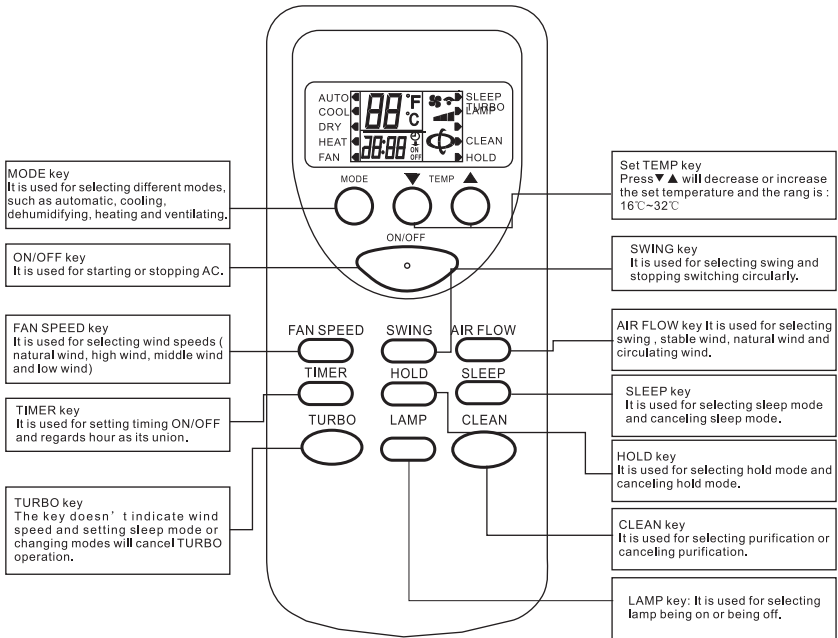 AUTO
COOL
DRY
HEAT
FAN
88 °F
°C
28:88 ON
OFF
SLEEP
TURBO
LAMP
CLEAN
HOLD
MODE ▼ TEMP ▲
ON/OFF
FAN SPEED SWING AIR FLOW
TIMER HOLD SLEEP
TURBO LAMP CLEAN
MODE key
It is used for selecting different modes,
such as automatic, cooling,
dehumidifying, heating and ventilating.
ON/OFF key
It is used for starting or stopping AC.
FAN SPEED key
It is used for selecting wind speeds (
natural wind, high wind, middle wind
and low wind)
TIMER key
It is used for setting timing ON/OFF
and regards hour as its union.
TURBO key
The key doesn't indicate wind
speed and setting sleep mode or
changing modes will cancel TURBO
operation.
Set TEMP key
Press▼▲ will decrease or increase
the set temperature and the rang is :
16℃~32℃
SWING key
It is used for selecting swing and
stopping switching circularly.
AIR FLOW key It is used for selecting
swing , stable wind, natural wind and
circulating wind.
SLEEP key
It is used for selecting sleep mode
and canceling sleep mode.
HOLD key
It is used for selecting hold mode and
canceling hold mode.
CLEAN key
It is used for selecting purification or
canceling purification.
LAMP key: It is used for selecting
lamp being on or being off.